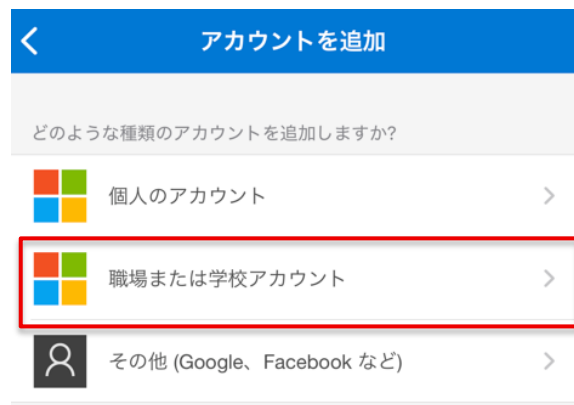 アカウントを追加
どのような種類のアカウントを追加しますか?
個人のアカウント
職場または学校アカウント
その他 (Google、Facebook など)